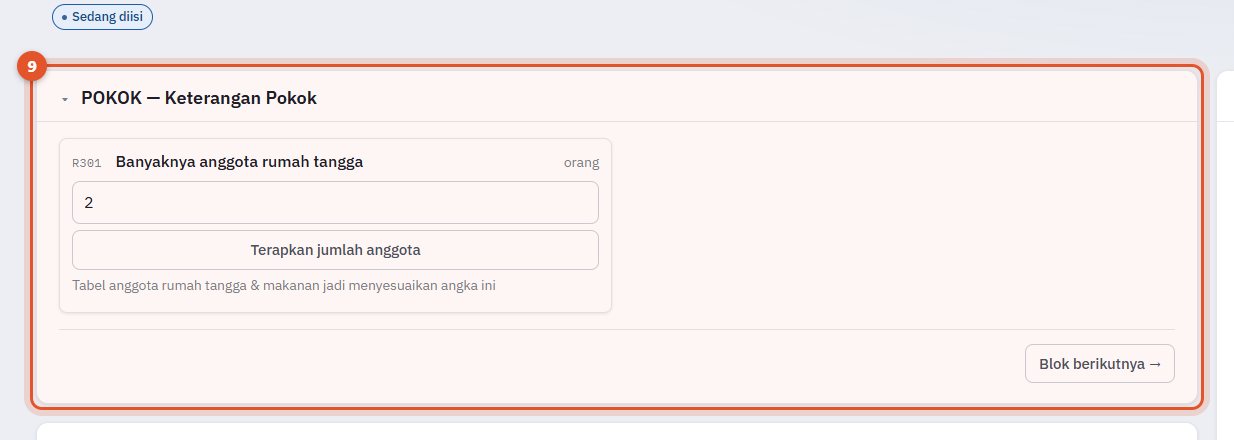 Sedang diisi
9
POKOK — Keterangan Pokok
R301 Banyaknya anggota rumah tangga orang
2
Terapkan jumlah anggota
Tabel anggota rumah tangga & makanan jadi menyesuaikan angka ini
Blok berikutnya →